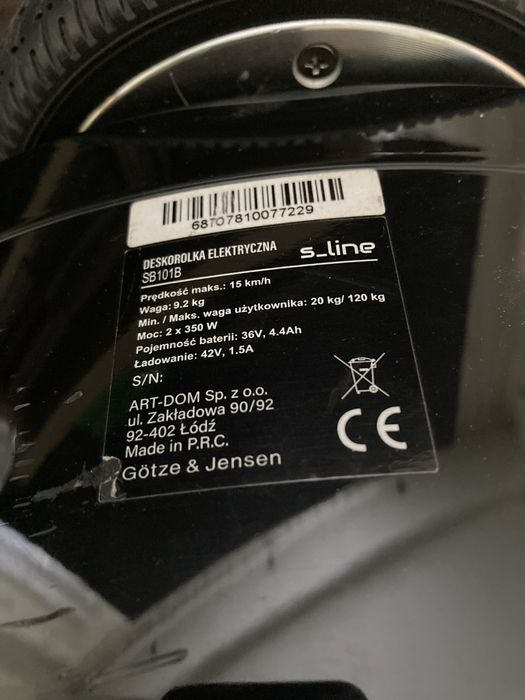 68707810077229
DESKOROLKA ELEKTRYCZNA
SB101B
s_line
Prędkość maks.: 15 km/h
Waga: 9.2 kg
Min. / Maks. waga użytkownika: 20 kg/ 120 kg
Moc: 2 x 350 W
Pojemność baterii: 36V, 4.4Ah
Ładowanie: 42V, 1.5A
S/N:
ART-DOM Sp. z o.o.
ul. Zakładowa 90/92
92-402 Łódź
Made in P.R.C.
Götze & Jensen
CE